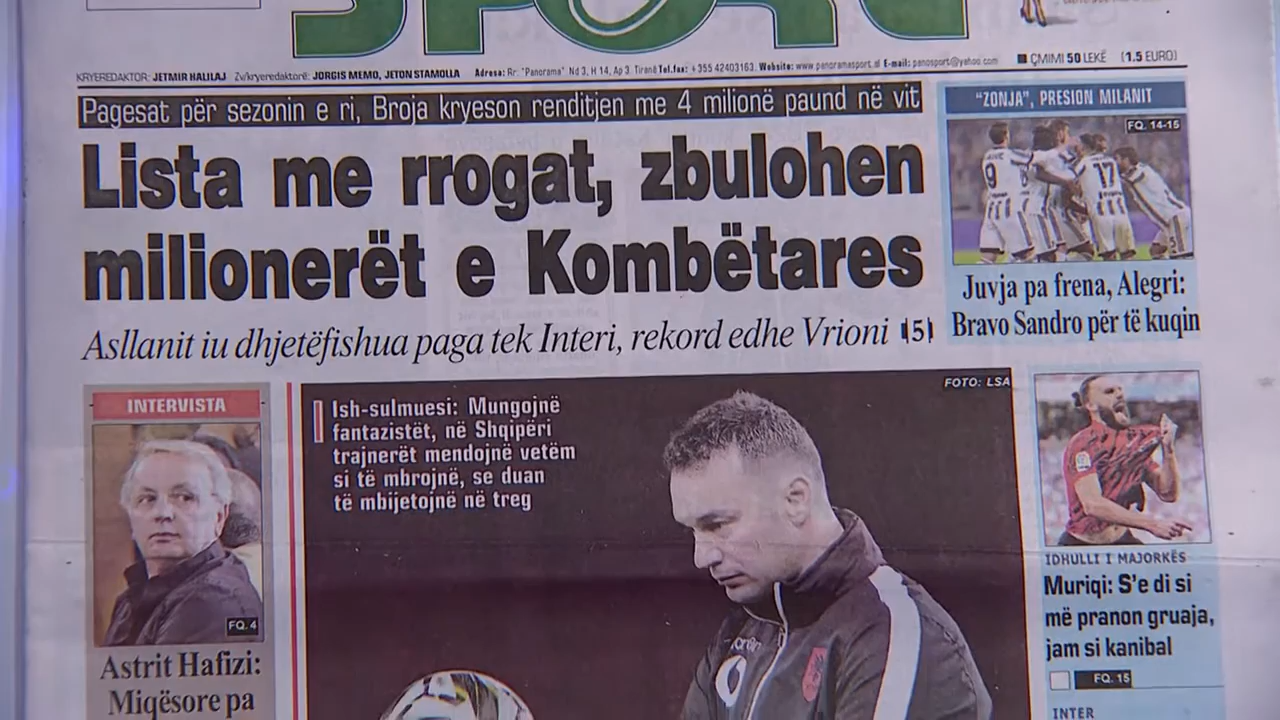 SPORT
KRYEREDAKTOR: JETMIR HALILAJ Zv/kryeredaktorë: JORGIS MEMO, JETON STAMOLLA Adresa: Rr: "Panorama" Nd 3, H 14, Ap 3 Tiranë Tel.fax: +355 42403163. Website: www.panoramasport.al E-mail: panosport@yahoo.com ÇMIMI 50 LEKË (1.5 EURO)
Pagesat për sezonin e ri, Broja kryeson renditjen me 4 milionë paund në vit
Lista me rrogat, zbulohen
milionerët e Kombëtares
Asllanit iu dhjetëfishua paga tek Interi, rekord edhe Vrioni (5)
"ZONJA", PRESION MILANIT
FQ. 14-15
9
17
Juvja pa frena, Alegri:
Bravo Sandro për të kuqin
INTERVISTA
FQ. 4
Astrit Hafizi:
Miqësore pa
Ish-sulmuesi: Mungojnë
fantazistët, në Shqipëri
trajnerët mendojnë vetëm
si të mbrojnë, se duan
të mbijetojnë në treg
FOTO: LSA
IDHULLI I MAJORKËS
Muriqi: S'e di si
më pranon gruaja,
jam si kanibal
FQ. 15
INTER